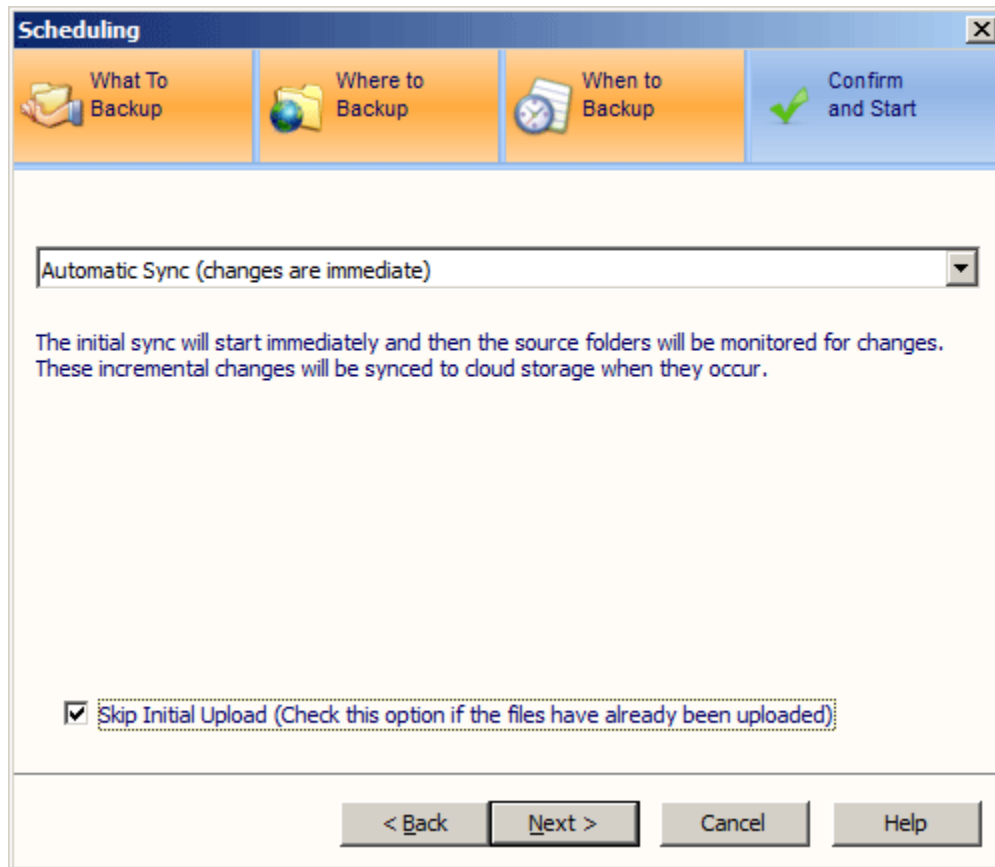 Scheduling
What To
Backup
Where to
Backup
When to
Backup
Confirm
and Start
Automatic Sync (changes are immediate)
The initial sync will start immediately and then the source folders will be monitored for changes.
These incremental changes will be synced to cloud storage when they occur.
Skip Initial Upload (Check this option if the files have already been uploaded)
< Back
Next >
Cancel
Help